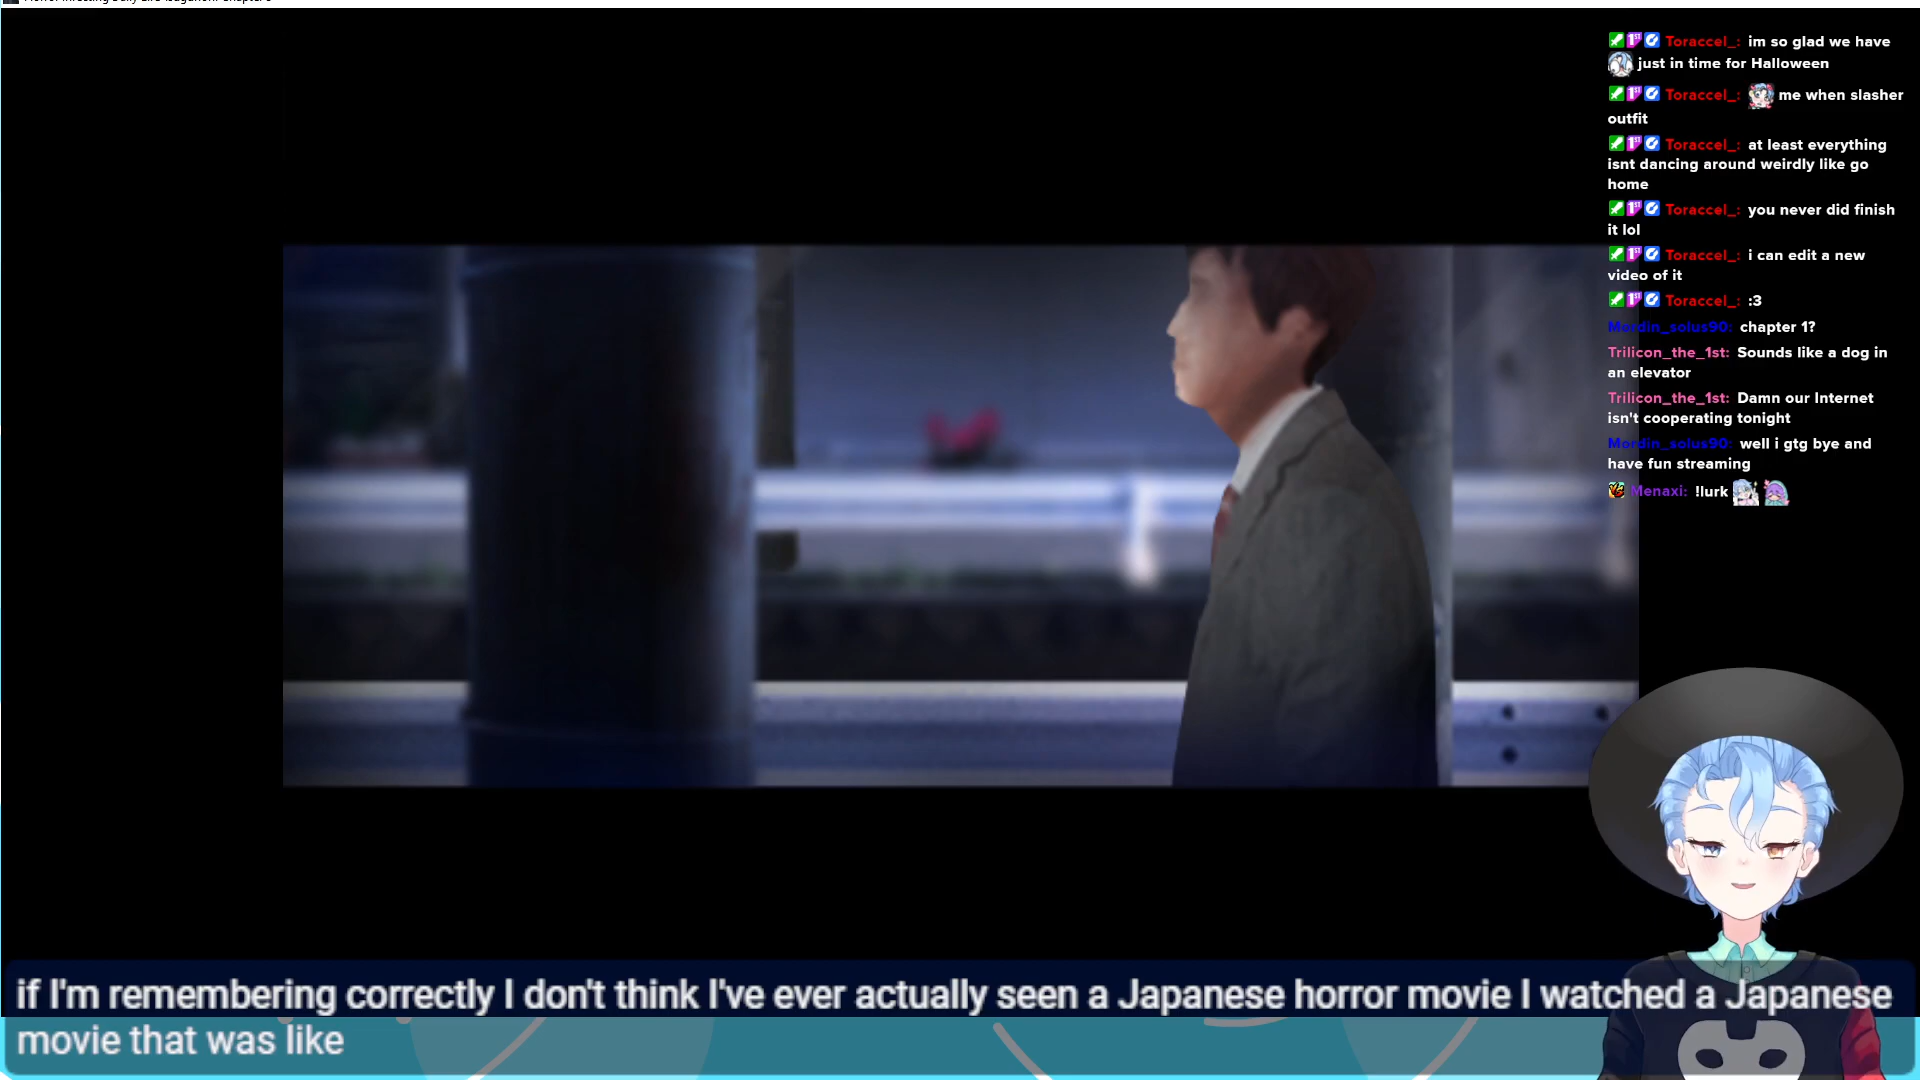 Toraccel_: im so glad we have
just in time for Halloween
Toraccel_: me when slasher
outfit
Toraccel_: at least everything
isnt dancing around weirdly like go
home
Toraccel_: you never did finish
it lol
Toraccel_: i can edit a new
video of it
Toraccel_: :3
Mordin_solus90: chapter 1?
Trilicon_the_1st: Sounds like a dog in
an elevator
Trilicon_the_1st: Damn our Internet
isn't cooperating tonight
Mordin_solus90: well i gtg bye and
have fun streaming
Menaxi: !lurk
if I'm remembering correctly I don't think I've ever actually seen a Japanese horror movie I watched a Japanese
movie that was like